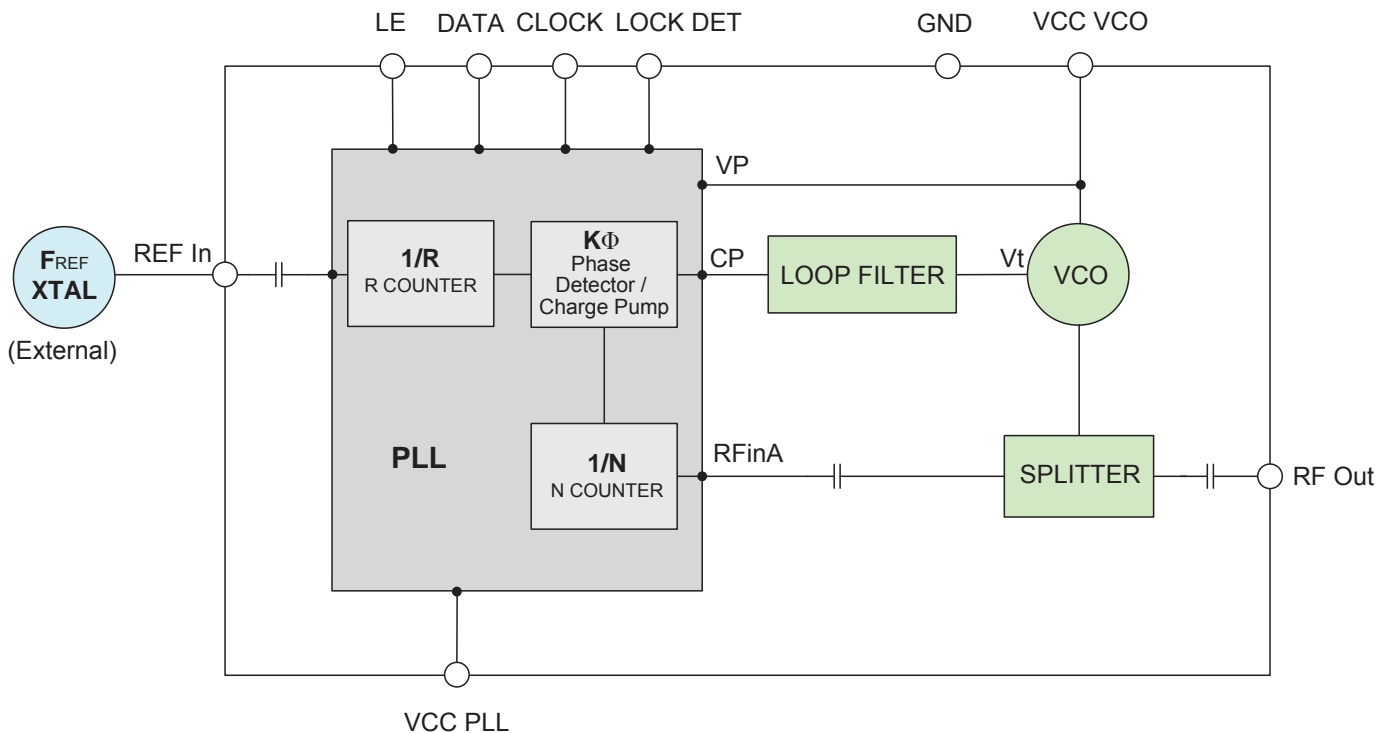 LE DATA CLOCK LOCK DET GND VCC VCO
VP
FREF
XTAL
(External)
REF In
1/R
R COUNTER
KΦ
Phase
Detector /
Charge Pump
CP
LOOP FILTER
Vt
VCO
PLL
1/N
N COUNTER
RFinA
SPLITTER
RF Out
VCC PLL